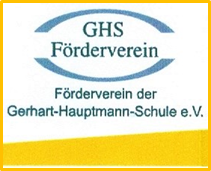 GHS
Förderverein
Förderverein der
Gerhart-Hauptmann-Schule e.V.